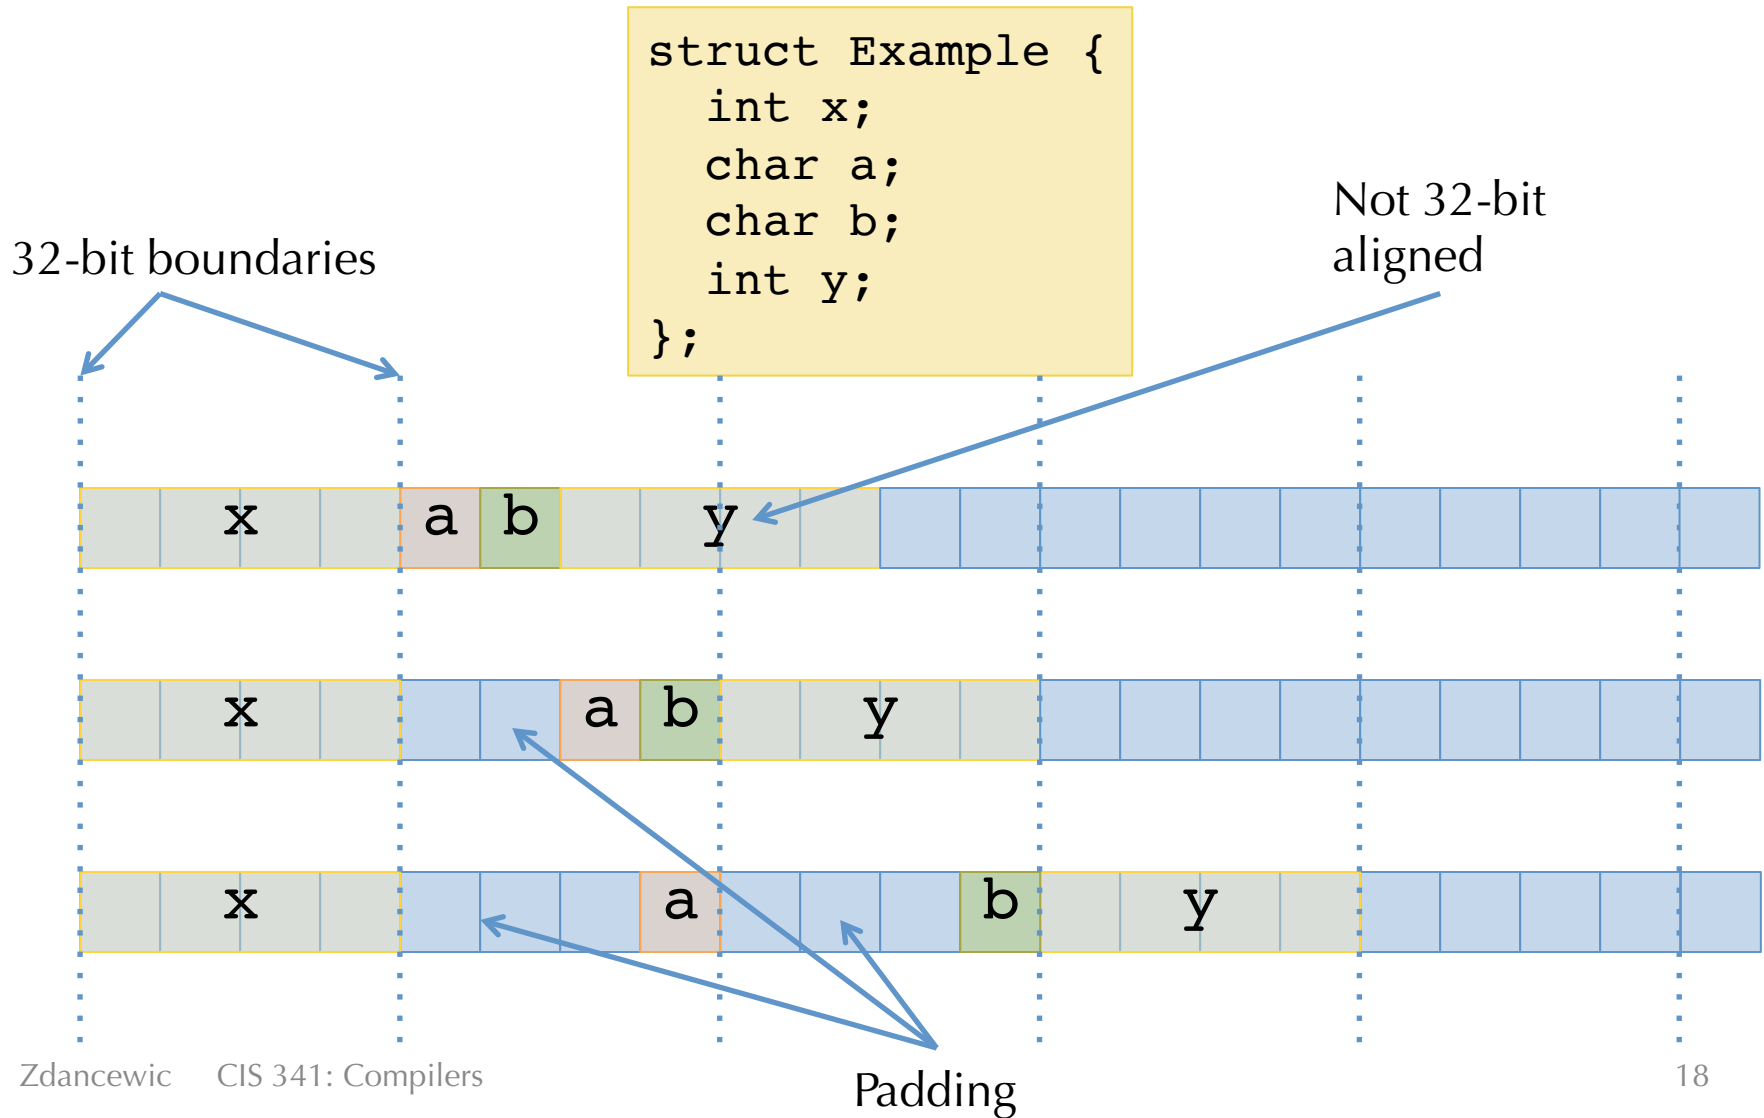 struct Example {
int x;
char a;
char b;
int y;
};
32-bit boundaries
Not 32-bit
aligned
x a b y
x a b y
x a b y
Padding
Zdancewic CIS 341: Compilers 18